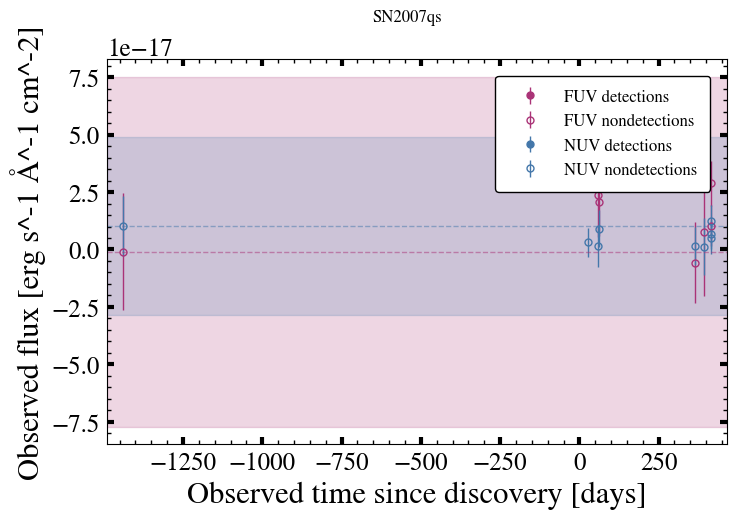 SN2007qs
1e−17
Observed flux [erg s^-1 Å^-1 cm^-2]
7.5
5.0
2.5
0.0
−2.5
−5.0
−7.5
FUV detections
FUV nondetections
NUV detections
NUV nondetections
−1250 −1000 −750 −500 −250 0 250
Observed time since discovery [days]